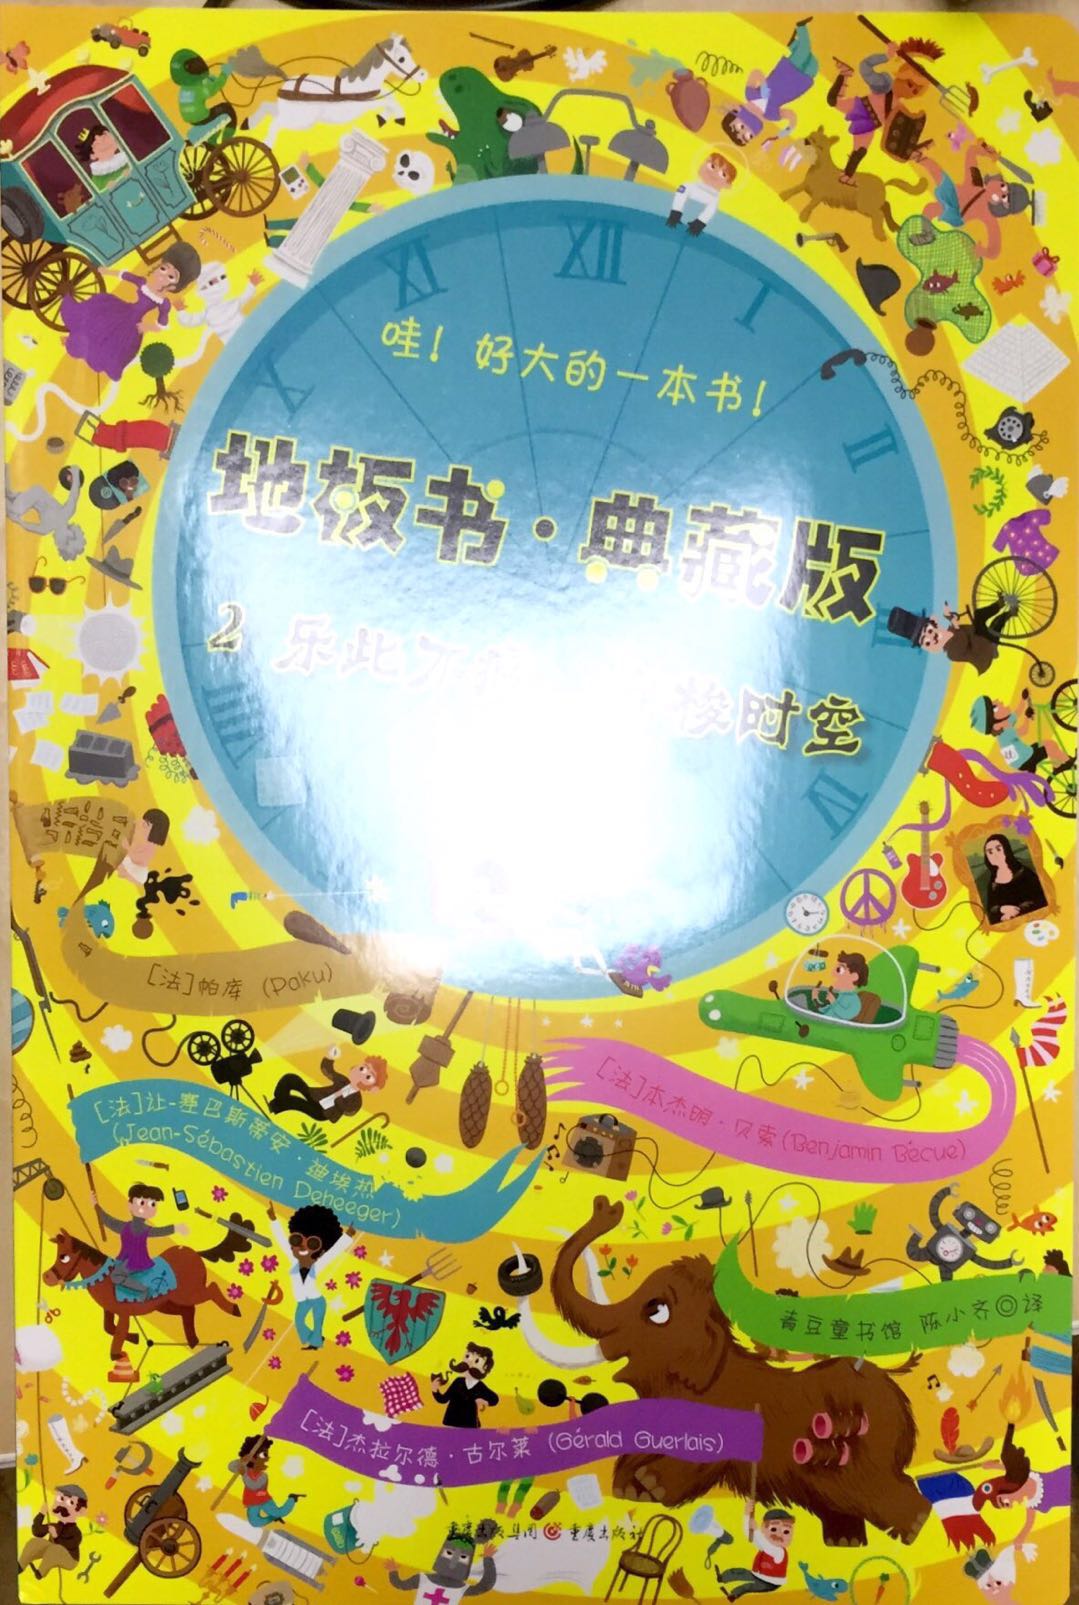 哇！好大的一本书！
地板书·典藏版
2 乐此不 梭时空
[法]帕库 (Paku)
[法]让-塞巴斯蒂安·迪埃热
(Jean-Sébastien Deheeger)
[法]本杰明·贝索(Benjamin Bécue)
青豆童书馆 陈小齐◎译
[法]杰拉尔德·古尔莱 (Gérald Guerlais)
重庆出版集团 重庆出版社